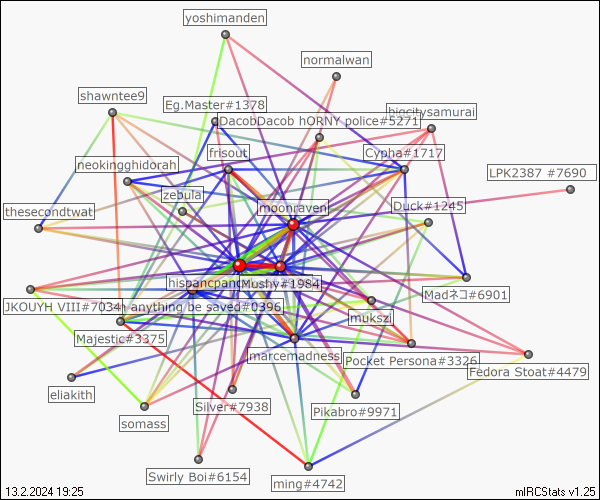 yoshimanden
normalwan
shawntee9
Eg.Master#1378
bigcitysamurai
DacobDacob hORNY police#5271
frisout
Cypha#1717
neokingghidorah
LPK2387 #7690
zebula
moonraven
Duck#1245
thesecondtwat
hispancpand
Mushy#1984
Madネコ#6901
JKOUYH VIII#7034
n anything be saved#0396
mukszi
Majestic#3375
marcemadness
Pocket Persona#3326
Fedora Stoat#4479
eliakith
Silver#7938
Pikabro#9971
somass
Swirly Boi#6154
ming#4742
13.2.2024 19:25
mIRCStats v1.25